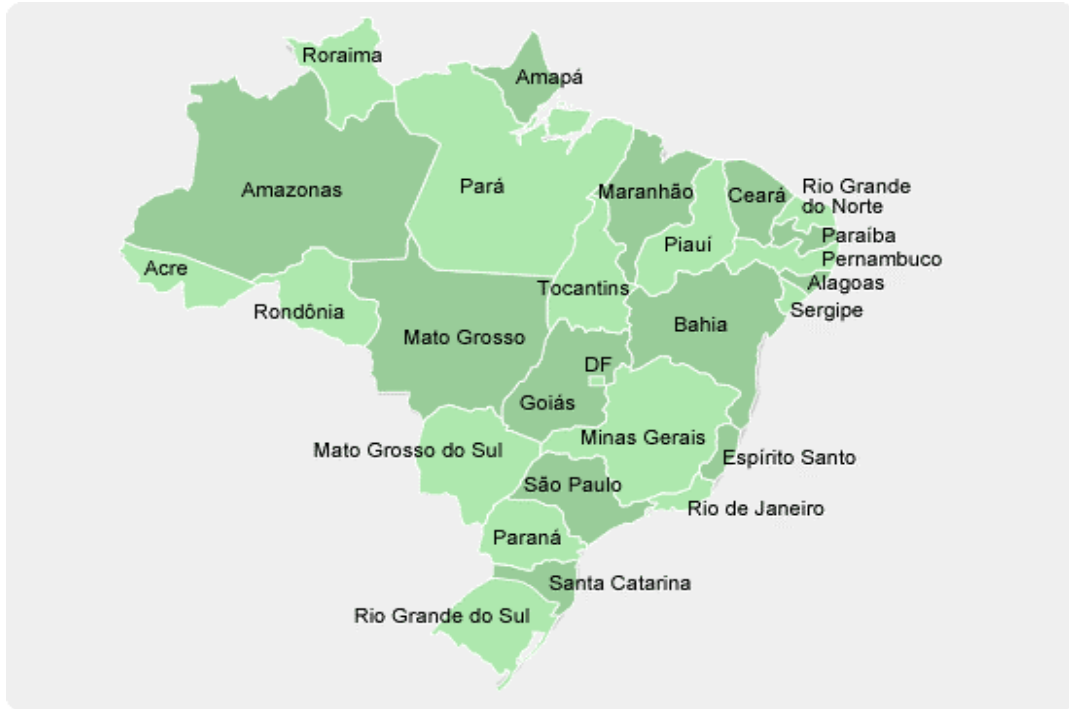 Roraima
Amapá
Amazonas
Pará
Maranhão
Ceará
Rio Grande
do Norte
Piauí
Paraíba
Pernambuco
Acre
Alagoas
Tocantins
Rondônia
Sergipe
Bahia
Mato Grosso
DF
Goiás
Minas Gerais
Mato Grosso do Sul
Espírito Santo
São Paulo
Rio de Janeiro
Paraná
Santa Catarina
Rio Grande do Sul